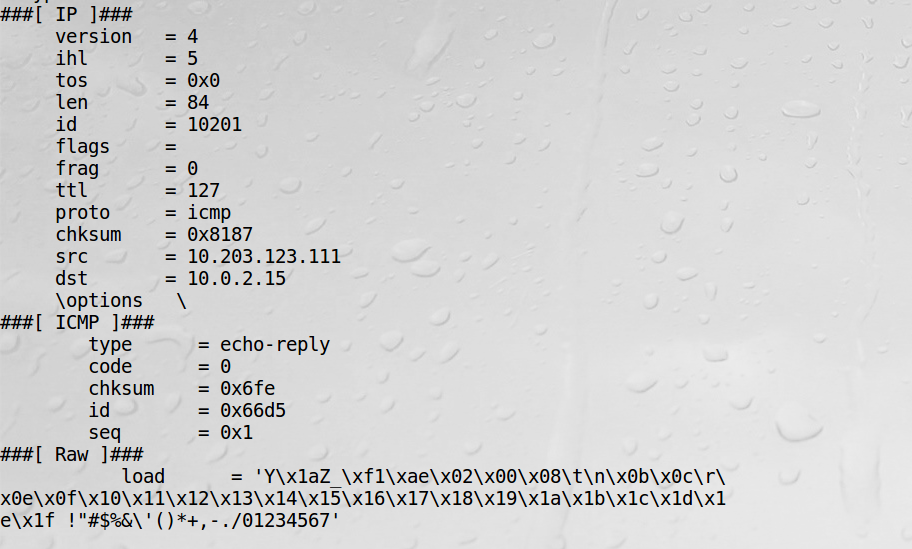 ###[ IP ]###
     version   = 4
     ihl       = 5
     tos       = 0x0
     len       = 84
     id        = 10201
     flags     =
     frag      = 0
     ttl       = 127
     proto     = icmp
     chksum    = 0x8187
     src       = 10.203.123.111
     dst       = 10.0.2.15
     \options   \
###[ ICMP ]###
        type      = echo-reply
        code      = 0
        chksum    = 0x6fe
        id        = 0x66d5
        seq       = 0x1
###[ Raw ]###
           load      = 'Y\x1aZ_\xf1\xae\x02\x00\x08\t\n\x0b\x0c\r\
x0e\x0f\x10\x11\x12\x13\x14\x15\x16\x17\x18\x19\x1a\x1b\x1c\x1d\x1
e\x1f !"#$%&\'()*+,-./01234567'